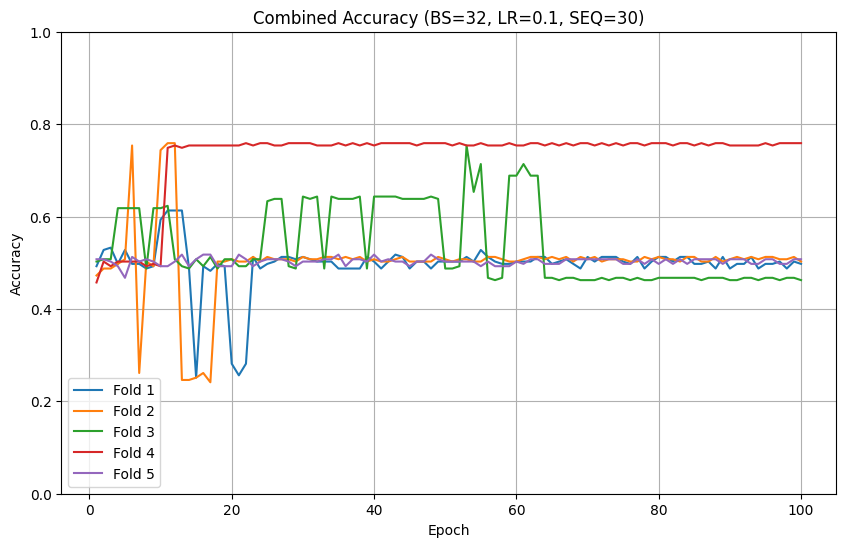 Combined Accuracy (BS=32, LR=0.1, SEQ=30)
1.0
0.8
0.6
0.4
0.2
0.0
Accuracy
Fold 1
Fold 2
Fold 3
Fold 4
Fold 5
0 20 40 60 80 100
Epoch